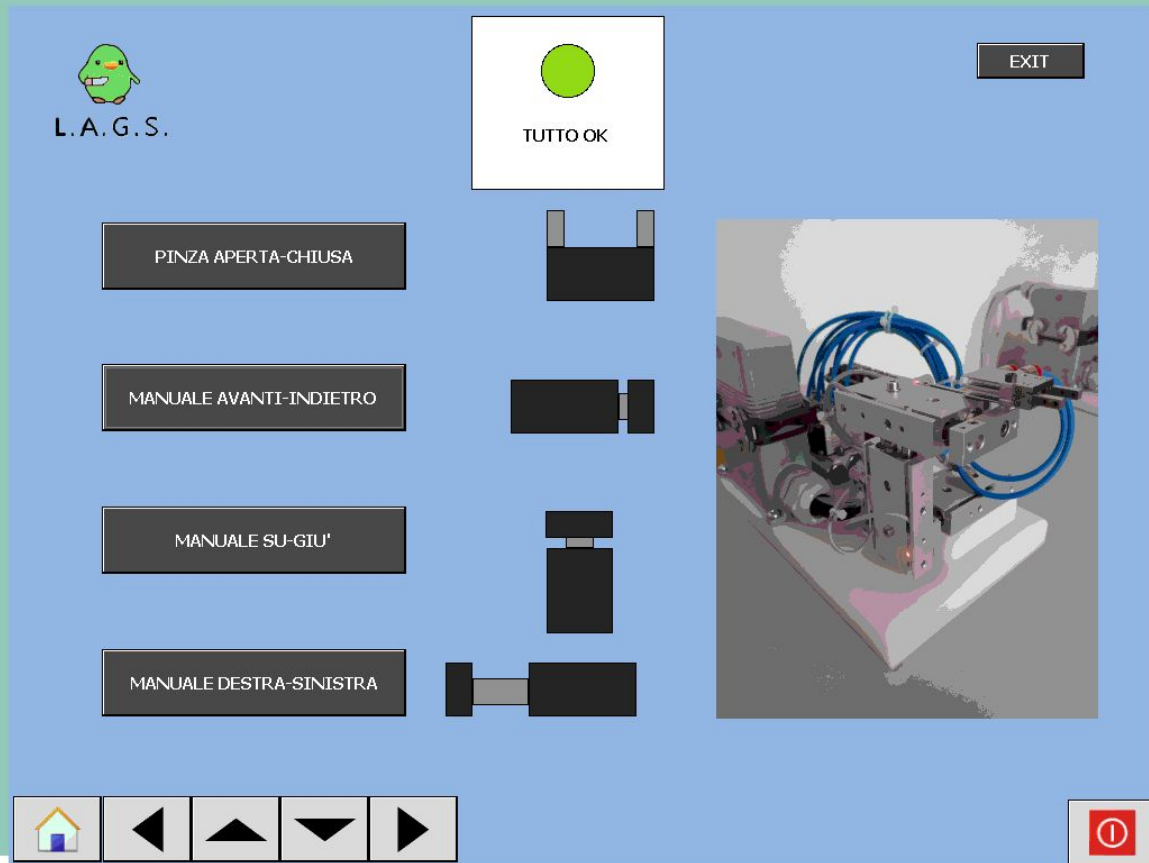 L.A.G.S.
TUTTO OK
EXIT
PINZA APERTA-CHIUSA
MANUALE AVANTI-INDIETRO
MANUALE SU-GIU'
MANUALE DESTRA-SINISTRA